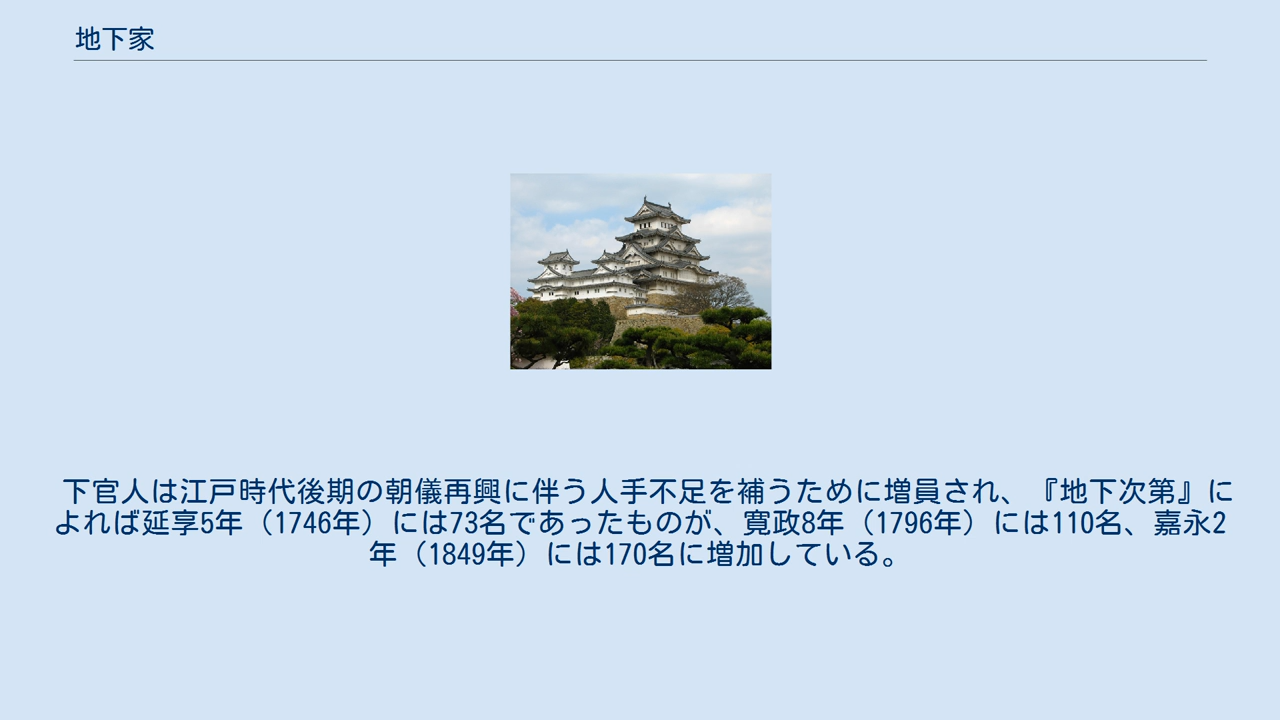 地下家
下官人は江戸時代後期の朝儀再興に伴う人手不足を補うために増員され、『地下次第』に
よれば延享5年（1746年）には73名であったものが、寛政8年（1796年）には110名、嘉永2
年（1849年）には170名に増加している。